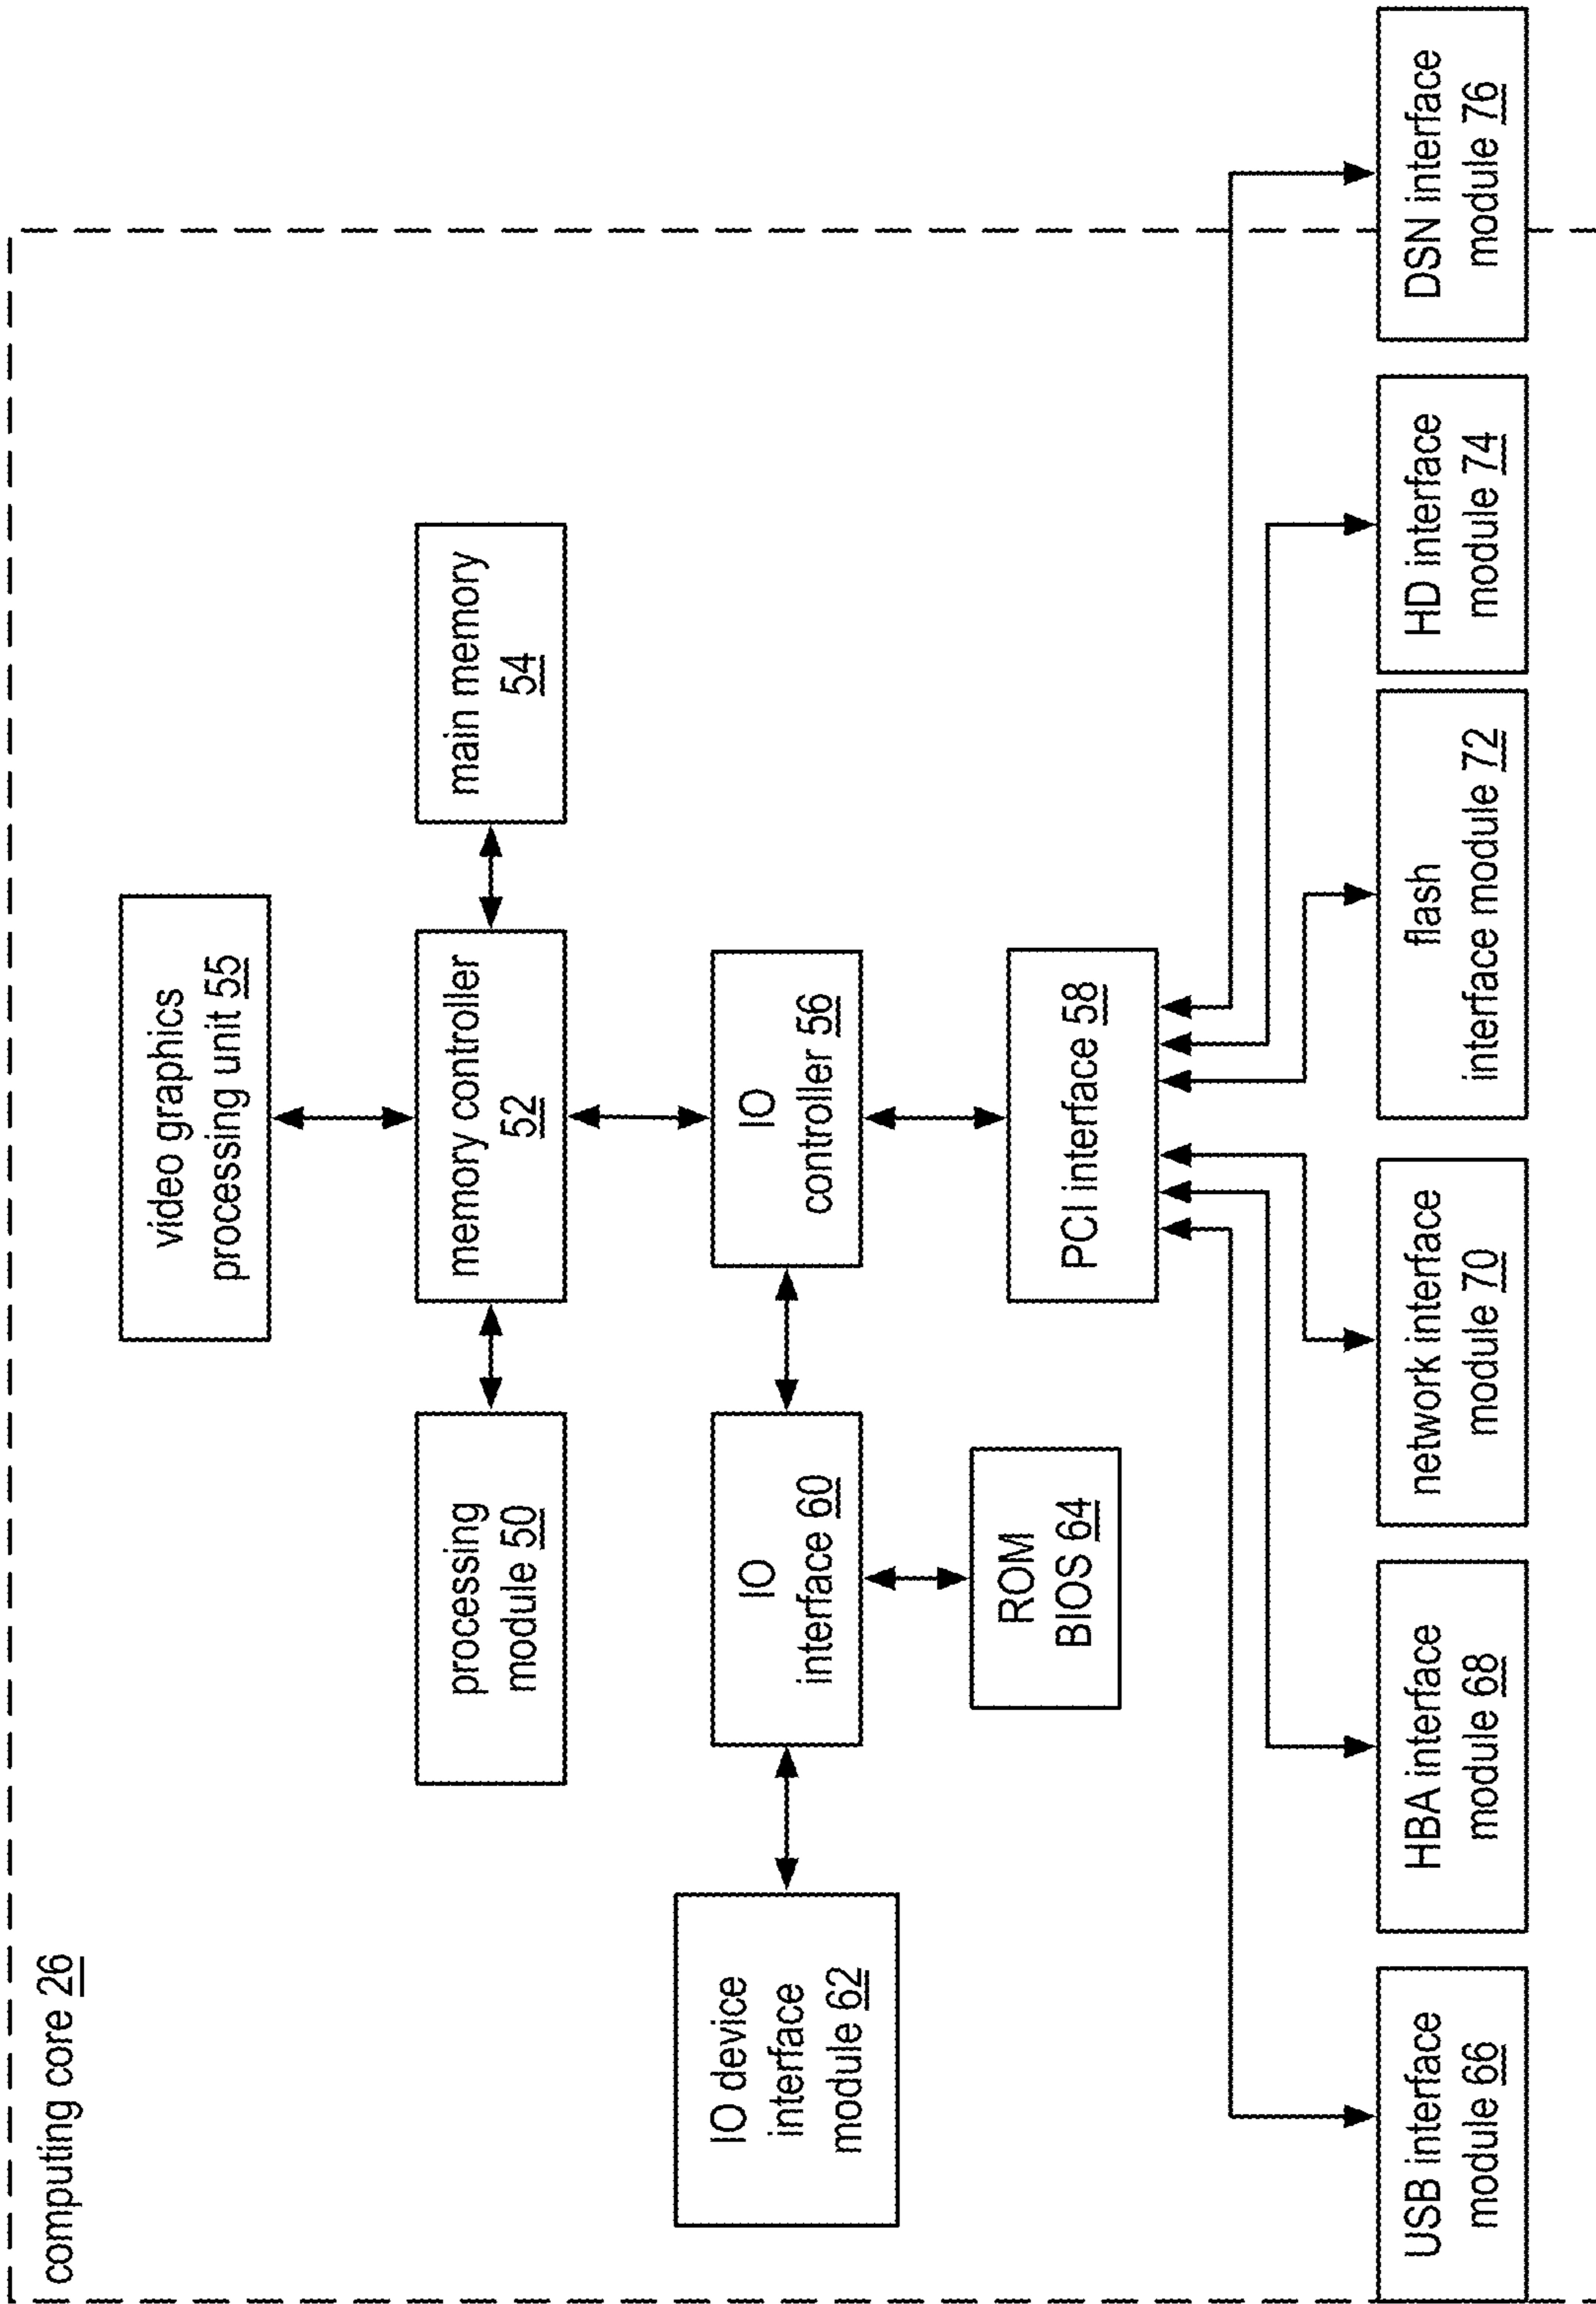 computing core 26
video graphics
processing unit 55
processing
module 50
memory controller
52
main memory
54
IO device
interface
module 62
IO
interface 60
IO
controller 56
ROM
BIOS 64
PCI interface 58
USB interface
module 66
HBA interface
module 68
network interface
module 70
flash
interface module 72
HD interface
module 74
DSN interface
module 76